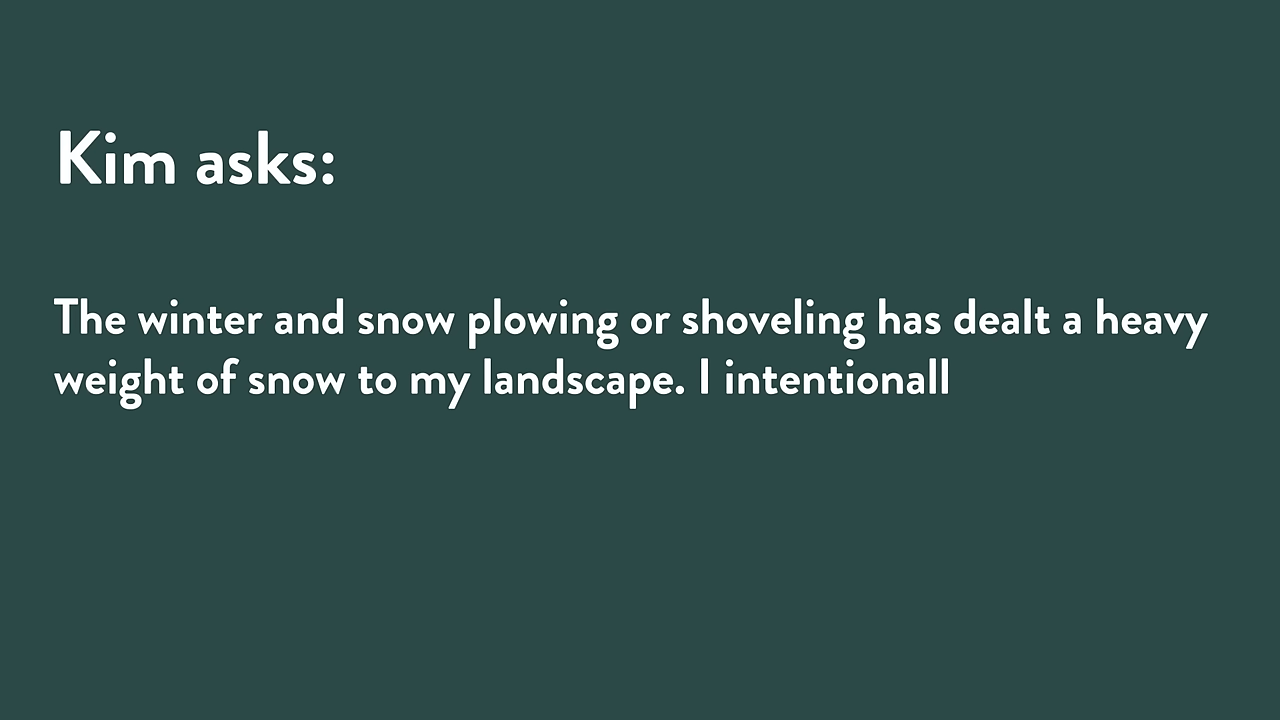 Kim asks:
The winter and snow plowing or shoveling has dealt a heavy
weight of snow to my landscape. I intentionall